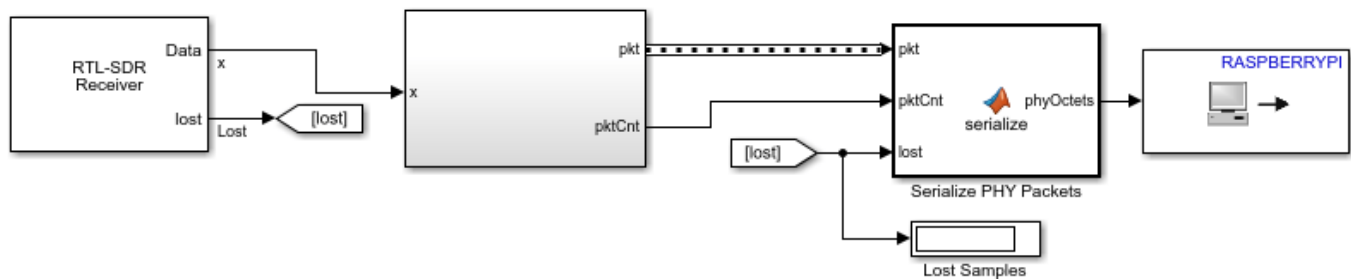 RTL-SDR
Receiver
Data
x
lost
Lost
[lost]
x
pkt
pktCnt
[lost]
pkt
pktCnt
lost
serialize
phyOctets
Serialize PHY Packets
Lost Samples
RASPBERRYPI